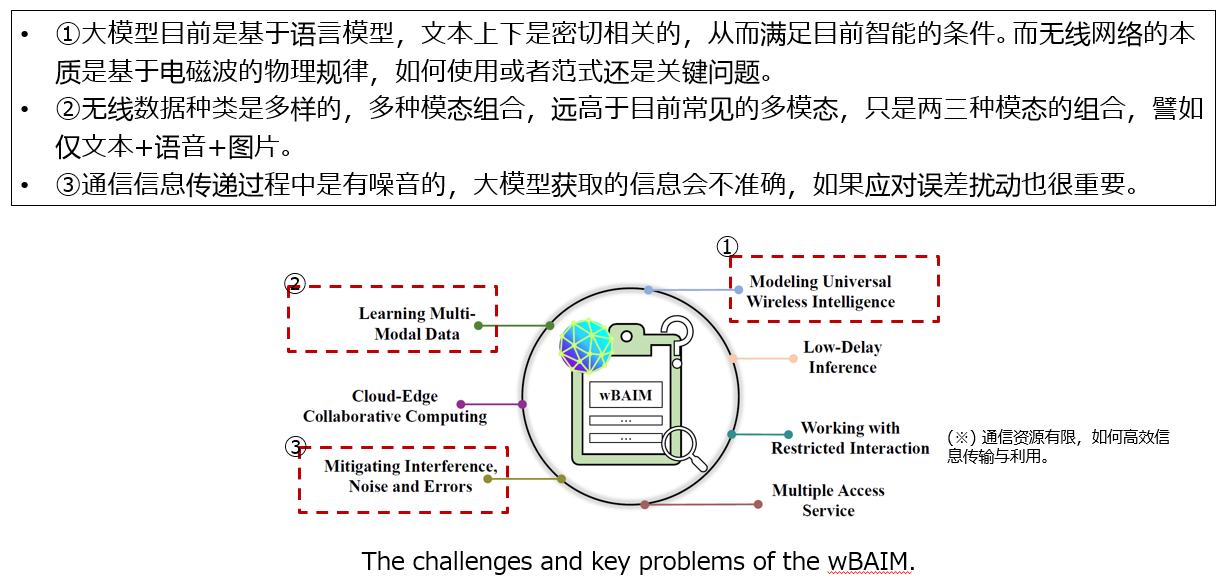 • ①大模型目前是基于语言模型，文本上下是密切相关的，从而满足目前智能的条件。而无线网络的本
质是基于电磁波的物理规律，如何使用或者范式还是关键问题。
• ②无线数据种类是多样的，多种模态组合，远高于目前常见的多模态，只是两三种模态的组合，譬如
仅文本+语音+图片。
• ③通信信息传递过程中是有噪音的，大模型获取的信息会不准确，如果应对误差扰动也很重要。
①
Modeling Universal
Wireless Intelligence
②
Learning Multi-
Modal Data
Low-Delay
Inference
Cloud-Edge
Collaborative Computing
wBAIM
...
...
Working with
Restricted Interaction
(※) 通信资源有限，如何高效信
息传输与利用。
③
Mitigating Interference,
Noise and Errors
Multiple Access
Service
The challenges and key problems of the wBAIM.